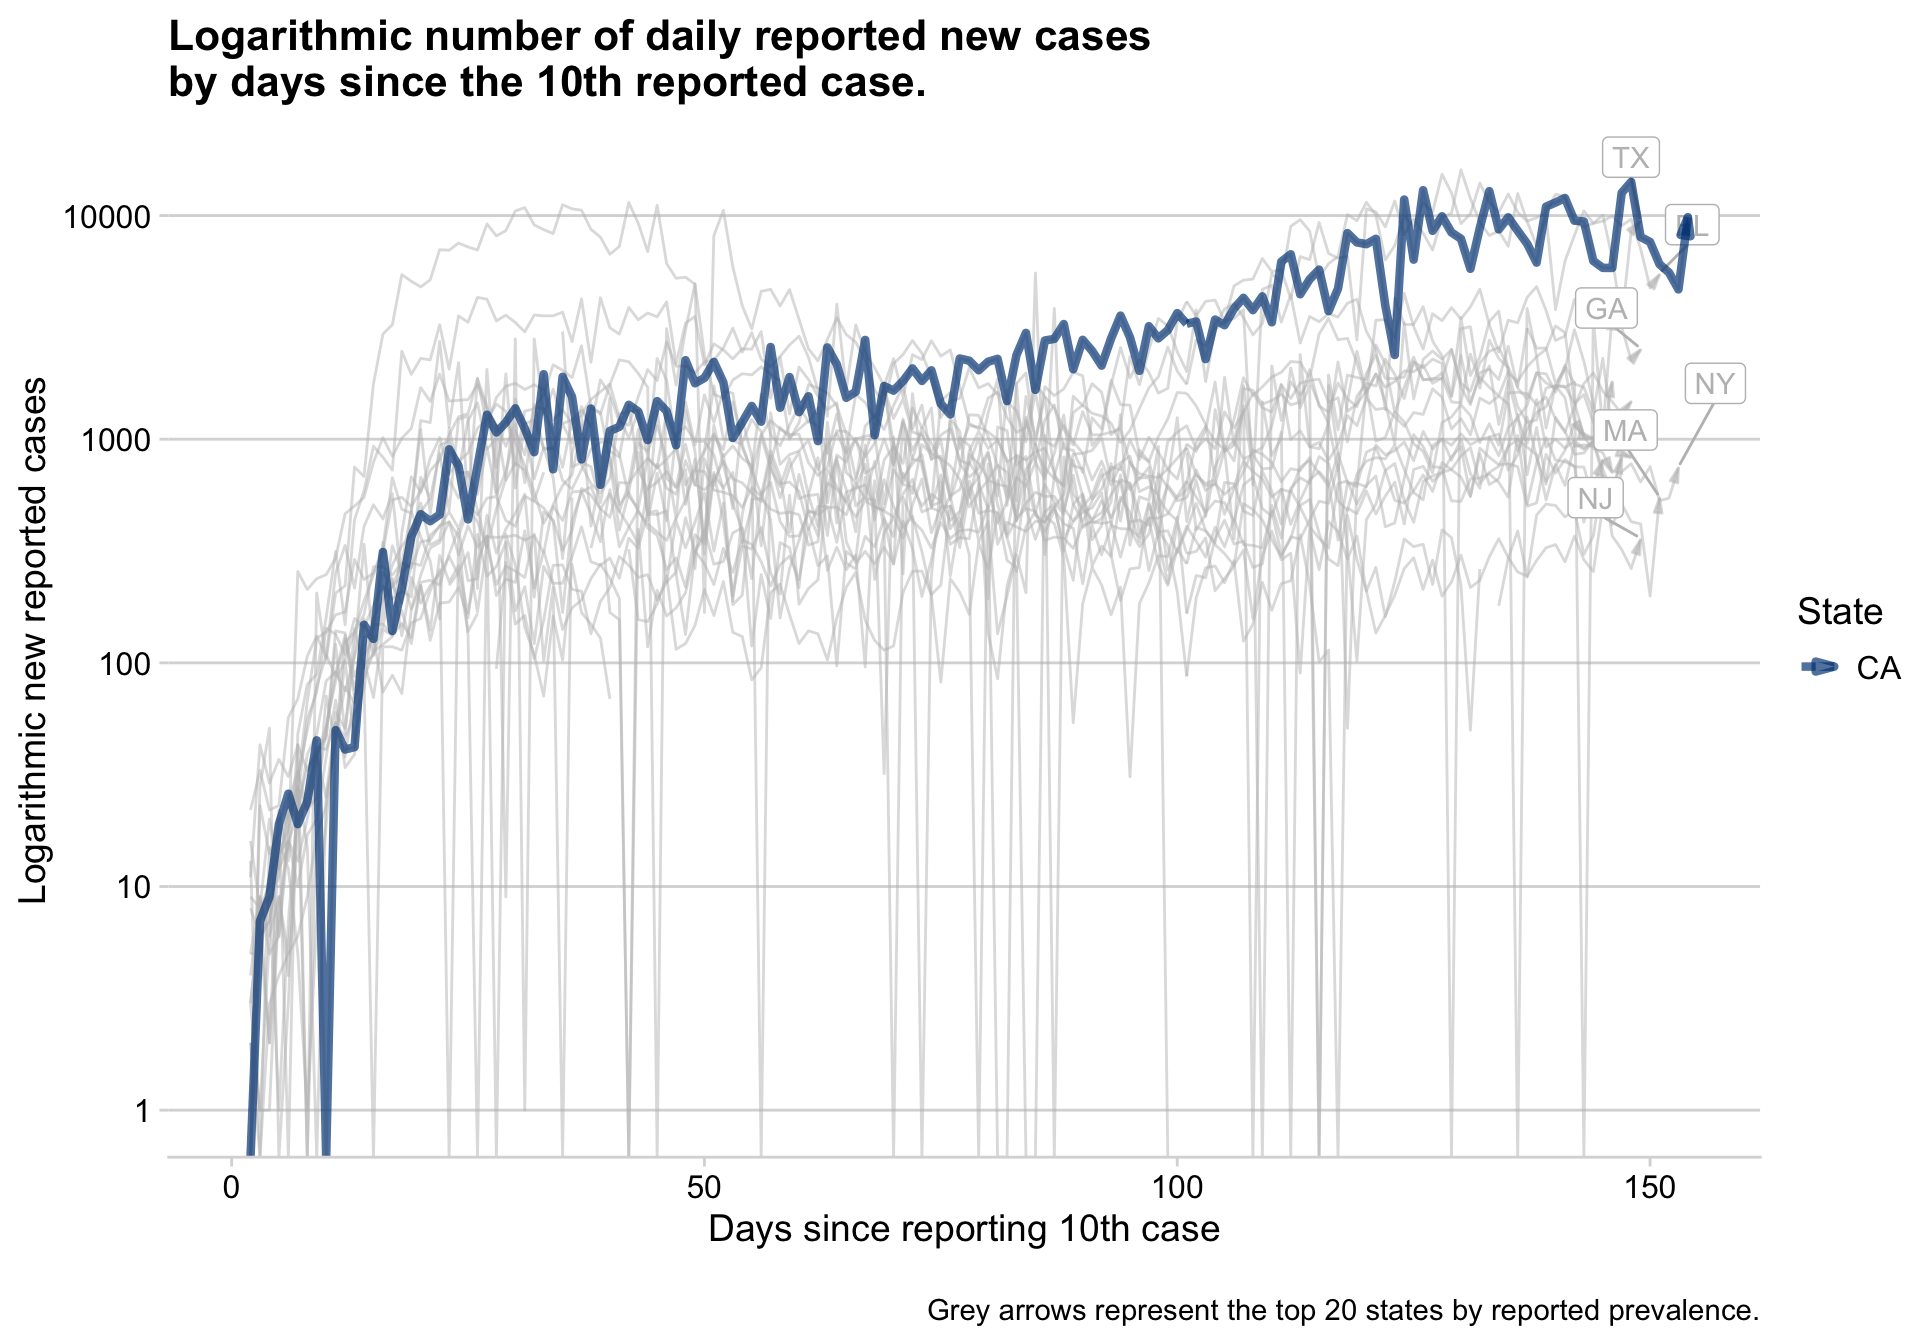 Logarithmic number of daily reported new cases
by days since the 10th reported case.
TX
10000
FL
GA
NY
MA
1000
NJ
Logarithmic new reported cases
State
CA
100
10
1
0 50 100 150
Days since reporting 10th case
Grey arrows represent the top 20 states by reported prevalence.